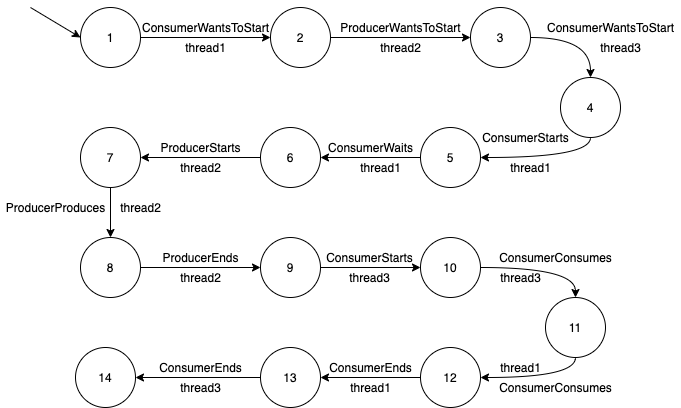 1
ConsumerWantsToStart
thread1
2
ProducerWantsToStart
thread2
3
ConsumerWantsToStart
thread3
4
ConsumerStarts
thread1
5
ConsumerWaits
thread1
6
ProducerStarts
thread2
7
ProducerProduces thread2
8
ProducerEnds
thread2
9
ConsumerStarts
thread3
10
ConsumerConsumes
thread3
11
thread1
ConsumerConsumes
12
ConsumerEnds
thread1
13
ConsumerEnds
thread3
14